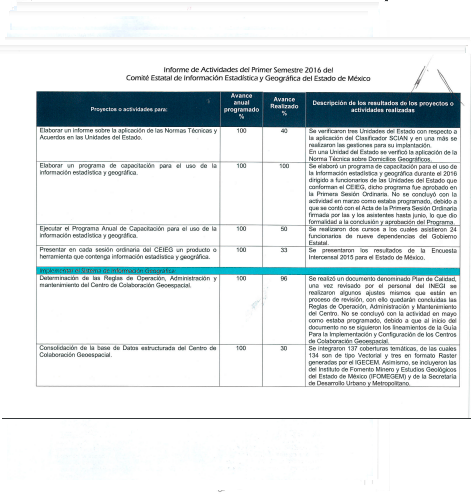 Informe de Actividades del Primer Semestre 2016 del
Comité Estatal de Información Estadística y Geográfica del Estado de México
Proyectos o actividades para:
Avance
anual
programado
%
Avance
Realizado
%
Descripción de los resultados de los proyectos o
actividades realizadas
Elaborar un informe sobre la aplicación de las Normas Técnicas y
Acuerdos en las Unidades del Estado.
100
40
Se verificaron tres Unidades del Estado con respecto a
la aplicación del Clasificador SCIAN y en una más se
realizaron las gestiones para su implantación.
En una Unidad del Estado se verificó la aplicación de la
Norma Técnica sobre Domicilios Geográficos.
Elaborar un programa de capacitación para el uso de la
información estadística y geográfica.
100
100
Se elaboró un programa de capacitación para el uso de
la Información estadística y geográfica durante el 2016
dirigido a funcionarios de las Unidades del Estado que
conforman el CEIEG, dicho programa fue aprobado en
la Primera Sesión Ordinaria. No se concluyó con la
actividad en marzo como estaba programado, debido a
que se contó con el Acta de la Primera Sesión Ordinaria
firmada por las y los asistentes hasta junio, lo que dio
formalidad a la conclusión y aprobación del Programa.
Ejecutar el Programa Anual de Capacitación para el uso de la
información estadística y geográfica.
100
50
Se realizaron dos cursos a los cuales asistieron 24
funcionarios de nueve dependencias del Gobierno
Estatal.
Presentar en cada sesión ordinaria del CEIEG un producto o
herramienta que contenga información estadística y geográfica.
100
33
Se presentaron los resultados de la Encuesta
Intercensal 2015 para el Estado de México.
Implementar el Sistema de Información Geográfica:
Determinación de las Reglas de Operación, Administración y
mantenimiento del Centro de Colaboración Geoespacial.
100
96
Se realizó un documento denominado Plan de Calidad,
una vez revisado por el personal del INEGI se
realizaron algunos ajustes mismos que están en
proceso de revisión, con ello quedarán concluidas las
Reglas de Operación, Administración y Mantenimiento
del Centro. No se concluyó con la actividad en mayo
como estaba programado, debido a que al inicio del
documento no se siguieron los lineamientos de la Guía
Para la Implementación y Configuración de los Centros
de Colaboración Geoespacial.
Consolidación de la base de Datos estructurada del Centro de
Colaboración Geoespacial.
100
30
Se integraron 137 coberturas temáticas, de las cuales
134 son de tipo Vectorial y tres en formato Raster
generadas por el IGECEM. Asimismo, se incluyeron las
del Instituto de Fomento Minero y Estudios Geológicos
del Estado de México (IFOMEGEM) y de la Secretaría
de Desarrollo Urbano y Metropolitano.